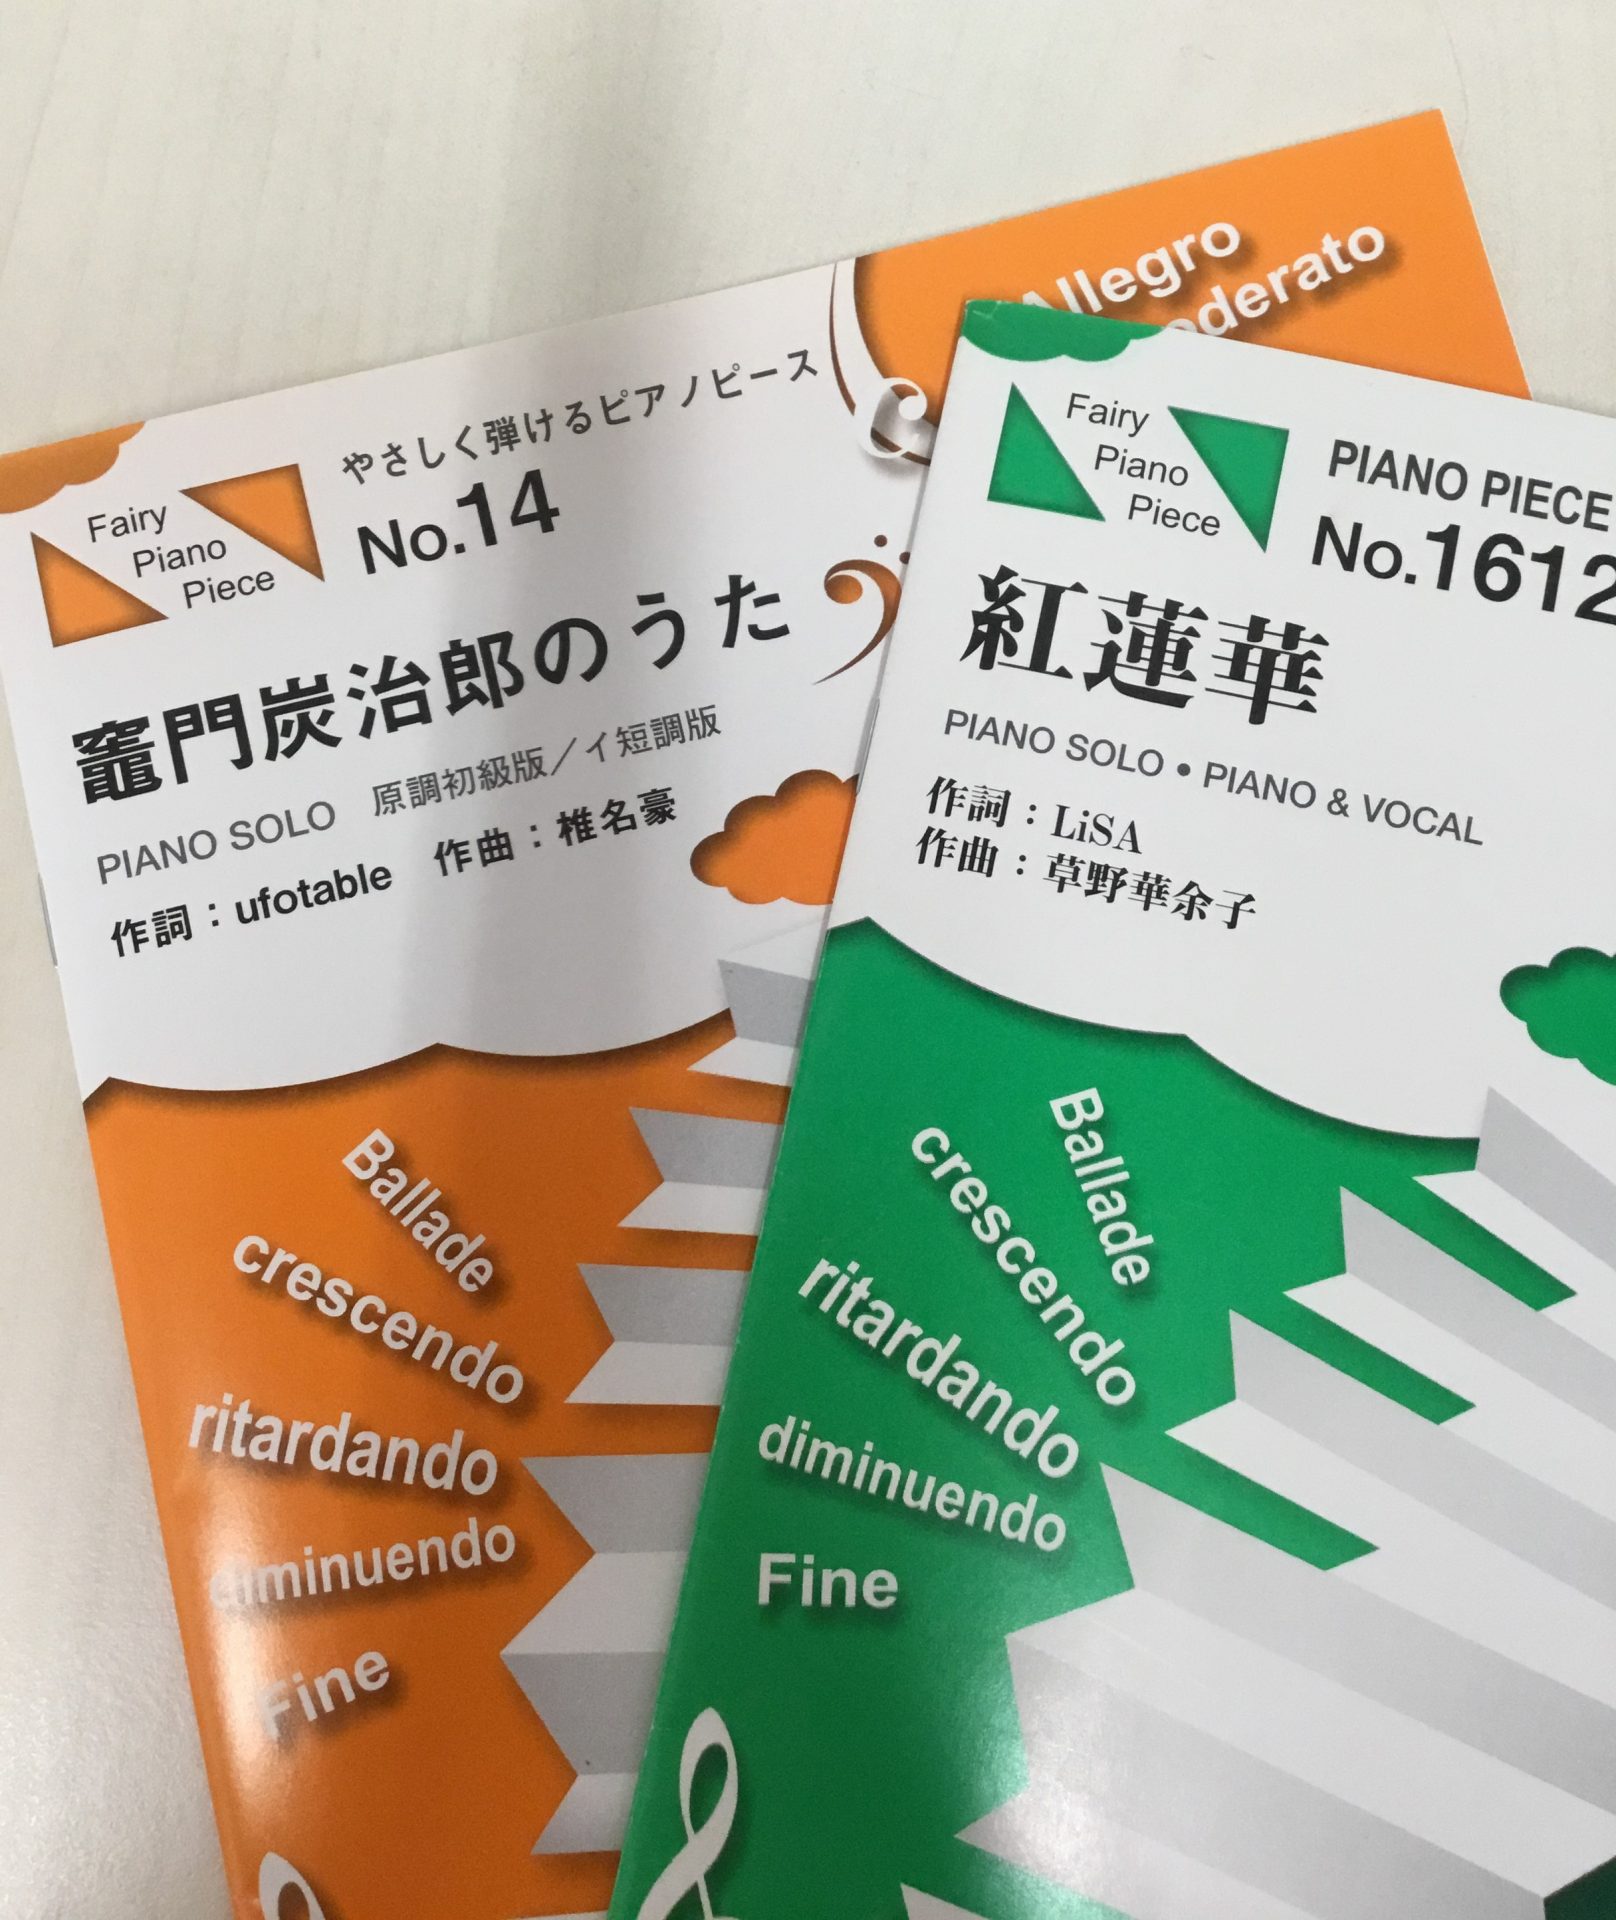 Allegro
Fairy
Piano
Piece
やさしく弾けるピアノピース
No.14
竈門炭治郎のうた
PIANO SOLO 原調初級版／イ短調版
作詞：ufotable 作曲：椎名豪
Ballade
crescendo
ritardando
diminuendo
Fine
Fairy
Piano
Piece
PIANO PIECE
No.1612
紅蓮華
PIANO SOLO • PIANO & VOCAL
作詞：LiSA
作曲：草野華余子
Ballade
crescendo
ritardando
diminuendo
Fine